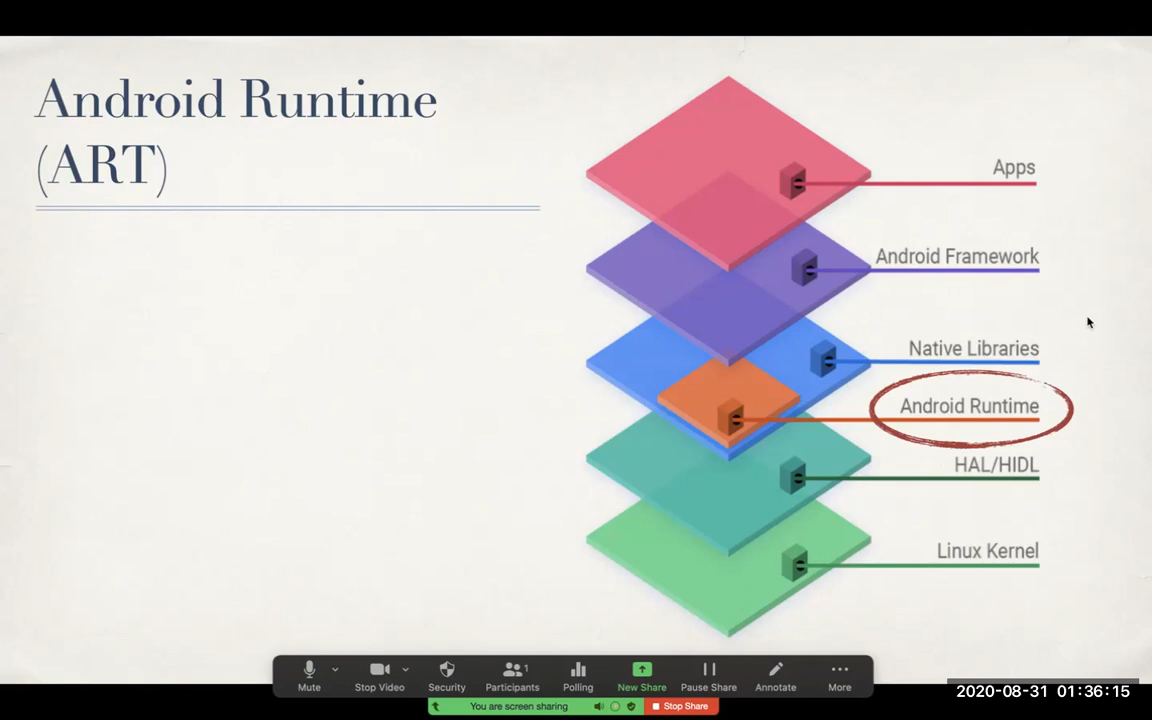 Android Runtime
(ART)
Apps
Android Framework
Native Libraries
Android Runtime
HAL/HIDL
Linux Kernel
Mute
Stop Video
Security
Participants
1
Polling
New Share
Pause Share
Annotate
More
You are screen sharing
Stop Share
2020-08-31 01:36:15